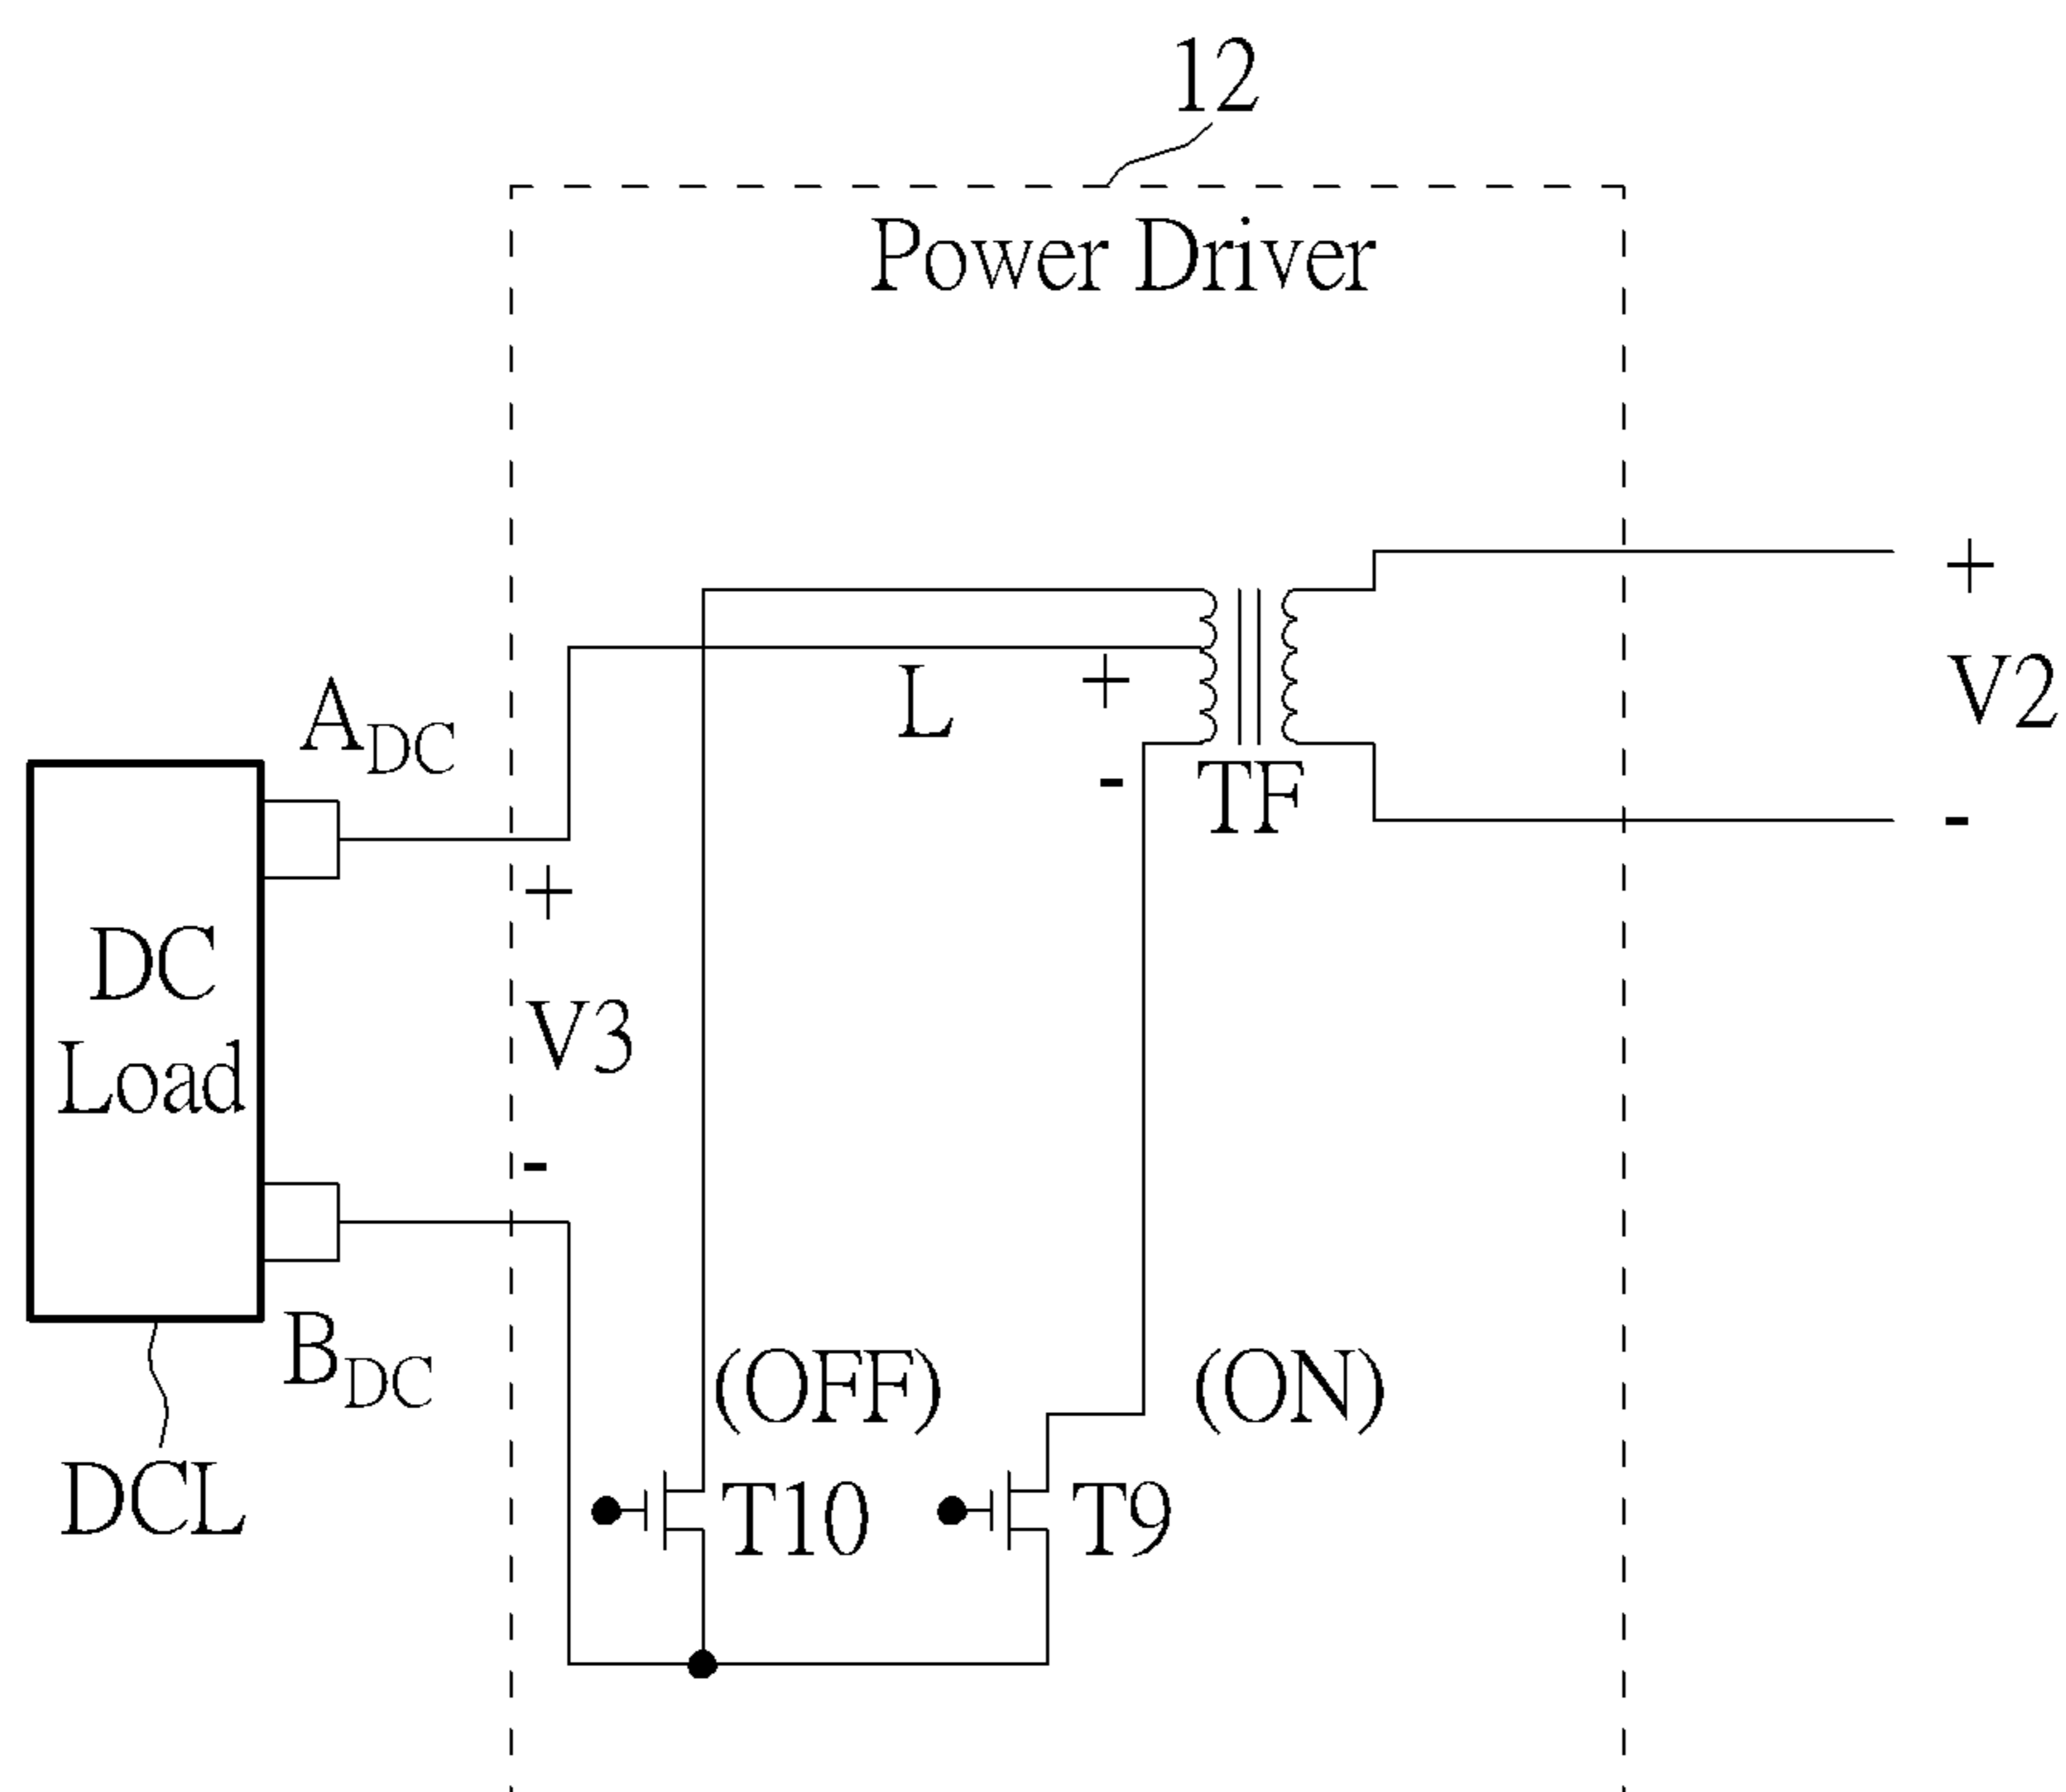 12
Power Driver
+
L
+
V2
A_DC
-
TF
-
+
DC
Load
V3
-
B_DC
(OFF)
(ON)
DCL
T10
T9